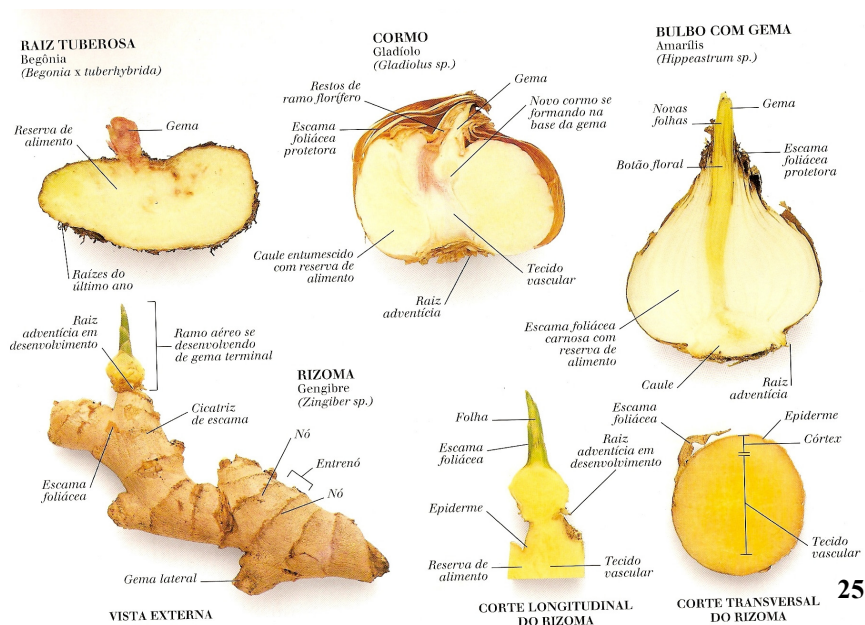 RAIZ TUBEROSA
Begônia
(Begonia x tuberhybrida)
Reserva de
alimento
Gema
Raízes do
último ano
CORMO
Gladíolo
(Gladiolus sp.)
Restos de
ramo florífero
Escama
foliácea
protetora
Gema
Novo cormo se
formando na
base da gema
Caule entumescido
com reserva de
alimento
Raiz
adventícia
Tecido
vascular
BULBO COM GEMA
Amarílis
(Hippeastrum sp.)
Novas
folhas
Gema
Botão floral
Escama
foliácea
protetora
Escama foliácea
carnosa com
reserva de
alimento
Caule
Raiz
adventícia
Raiz
adventícia em
desenvolvimento
Ramo aéreo se
desenvolvendo
de gema terminal
RIZOMA
Gengibre
(Zingiber sp.)
Cicatriz
de escama
Nó
Entrenó
Nó
Escama
foliácea
Gema lateral
VISTA EXTERNA
Folha
Escama
foliácea
Raiz
adventícia em
desenvolvimento
Epiderme
Reserva de
alimento
Tecido
vascular
CORTE LONGITUDINAL
DO RIZOMA
Escama
foliácea
Epiderme
Córtex
Tecido
vascular
CORTE TRANSVERSAL
DO RIZOMA
25